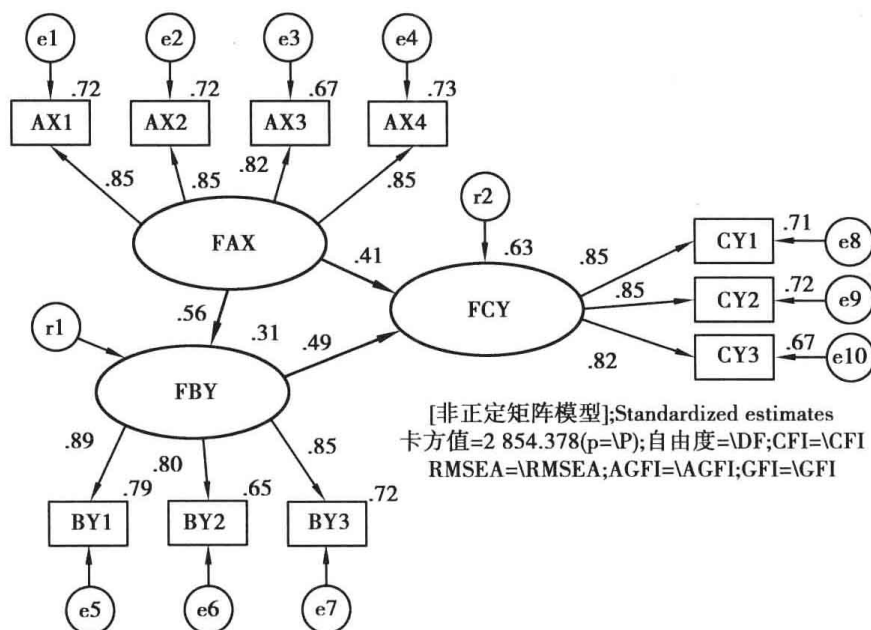 e1 e2 e3 e4
.72 .72 .67 .73
AX1 AX2 AX3 AX4
.85 .85 .82 .85
r2
FAX
.41 .63
FCY
.85 CY1 .71 e8
.85 CY2 .72 e9
.82 CY3 .67 e10
.56
r1
.31 .49
FBY
[非正定矩阵模型];Standardized estimates
卡方值=2 854.378(p=\P);自由度=\DF;CFI=\CFI
RMSEA=\RMSEA;AGFI=\AGFI;GFI=\GFI
.89 .80 .85
.79 .65 .72
BY1 BY2 BY3
e5 e6 e7